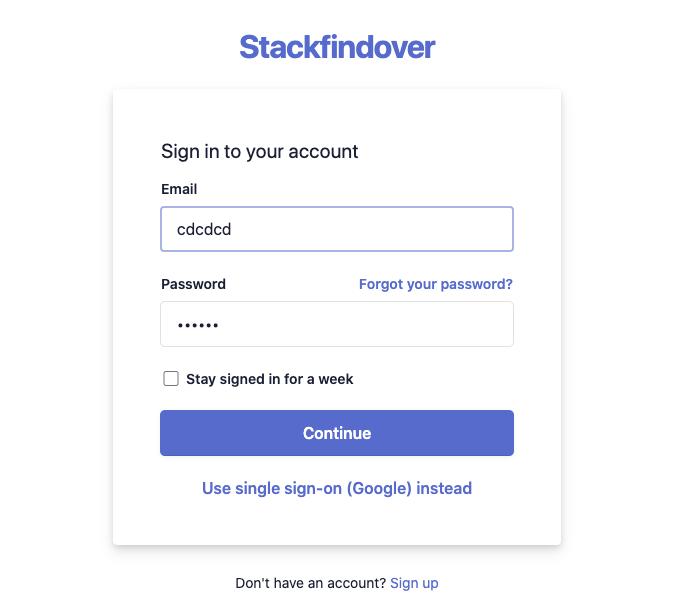 Stackfindover
Sign in to your account
Email
cdcdcd
Password Forgot your password?
••••••
Stay signed in for a week
Continue
Use single sign-on (Google) instead
Don't have an account? Sign up